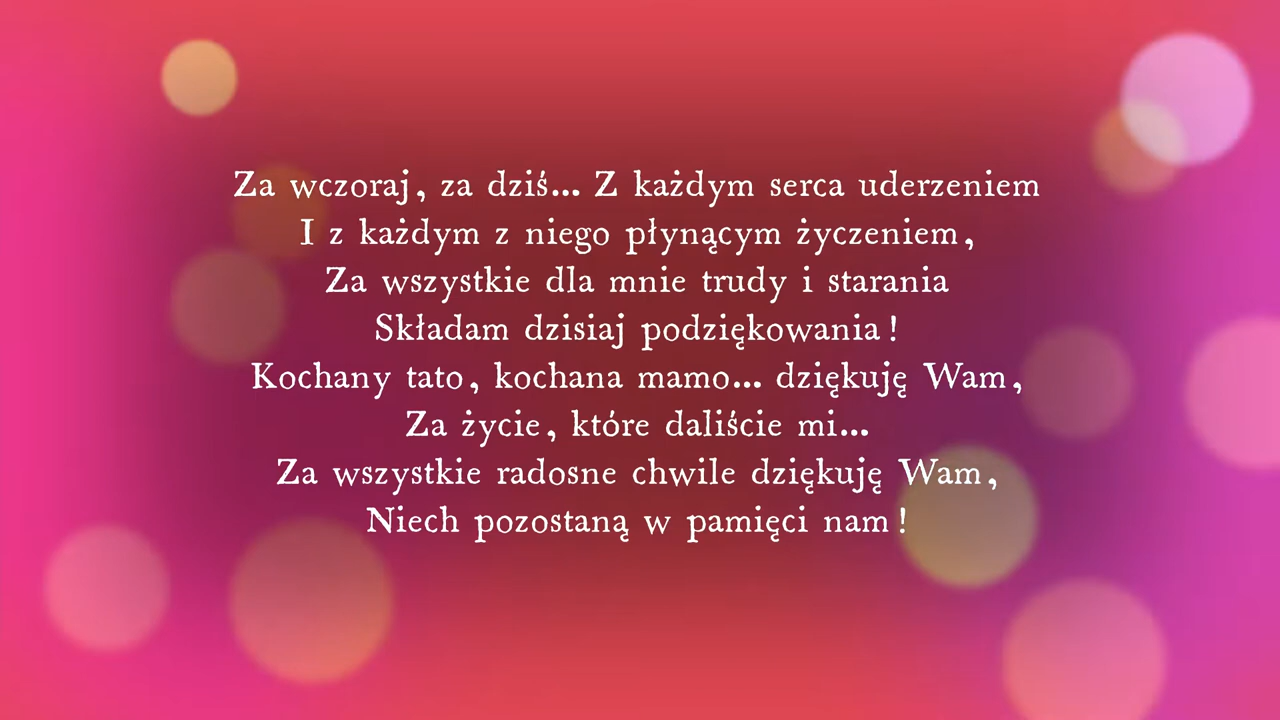 Za wczoraj, za dziś... Z każdym serca uderzeniem
I z każdym z niego płynącym życzeniem,
Za wszystkie dla mnie trudy i starania
Składam dzisiaj podziękowania!
Kochany tato, kochana mamo... dziękuję Wam,
Za życie, które daliście mi...
Za wszystkie radosne chwile dziękuję Wam,
Niech pozostaną w pamięci nam!